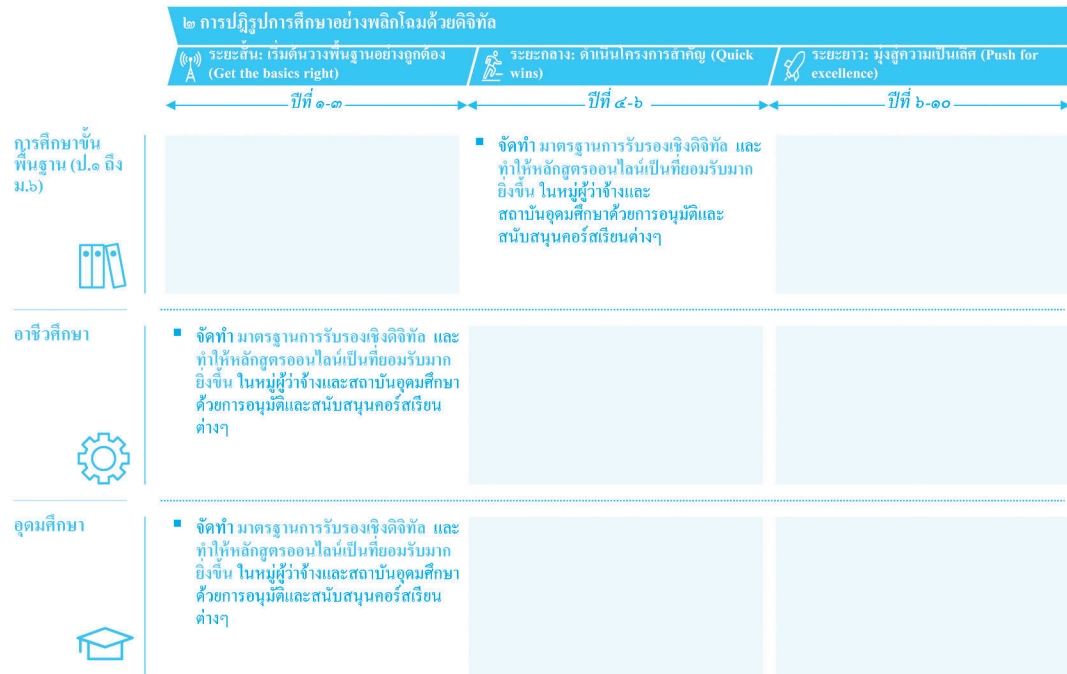 ๒ การปฎิรูปการศึกษาอย่างพลิกโฉมด้วยดิจิทัล
ระยะสั้น: เริ่มต้นวางพื้นฐานอย่างถูกต้อง
(Get the basics right)
ระยะกลาง: ดำเนินโครงการสำคัญ (Quick
wins)
ระยะยาว: มุ่งสู่ความเป็นเลิศ (Push for
excellence)
ปีที่ ๑-๓
ปีที่ ๔-๖
ปีที่ ๖-๑๐
การศึกษาขั้น
พื้นฐาน (ป.๑ ถึง
ม.๖)
■ จัดทำ มาตรฐานการรับรองเชิงดิจิทัล และ
ทำให้หลักสูตรออนไลน์เป็นที่ยอมรับมาก
ยิ่งขึ้น ในหมู่ผู้ว่าจ้างและ
สถาบันอุดมศึกษาด้วยการอนุมัติและ
สนับสนุนคอร์สเรียนต่างๆ
อาชีวศึกษา
■ จัดทำ มาตรฐานการรับรองเชิงดิจิทัล และ
ทำให้หลักสูตรออนไลน์เป็นที่ยอมรับมาก
ยิ่งขึ้น ในหมู่ผู้ว่าจ้างและสถาบันอุดมศึกษา
ด้วยการอนุมัติและสนับสนุนคอร์สเรียน
ต่างๆ
อุดมศึกษา
■ จัดทำ มาตรฐานการรับรองเชิงดิจิทัล และ
ทำให้หลักสูตรออนไลน์เป็นที่ยอมรับมาก
ยิ่งขึ้น ในหมู่ผู้ว่าจ้างและสถาบันอุดมศึกษา
ด้วยการอนุมัติและสนับสนุนคอร์สเรียน
ต่างๆ